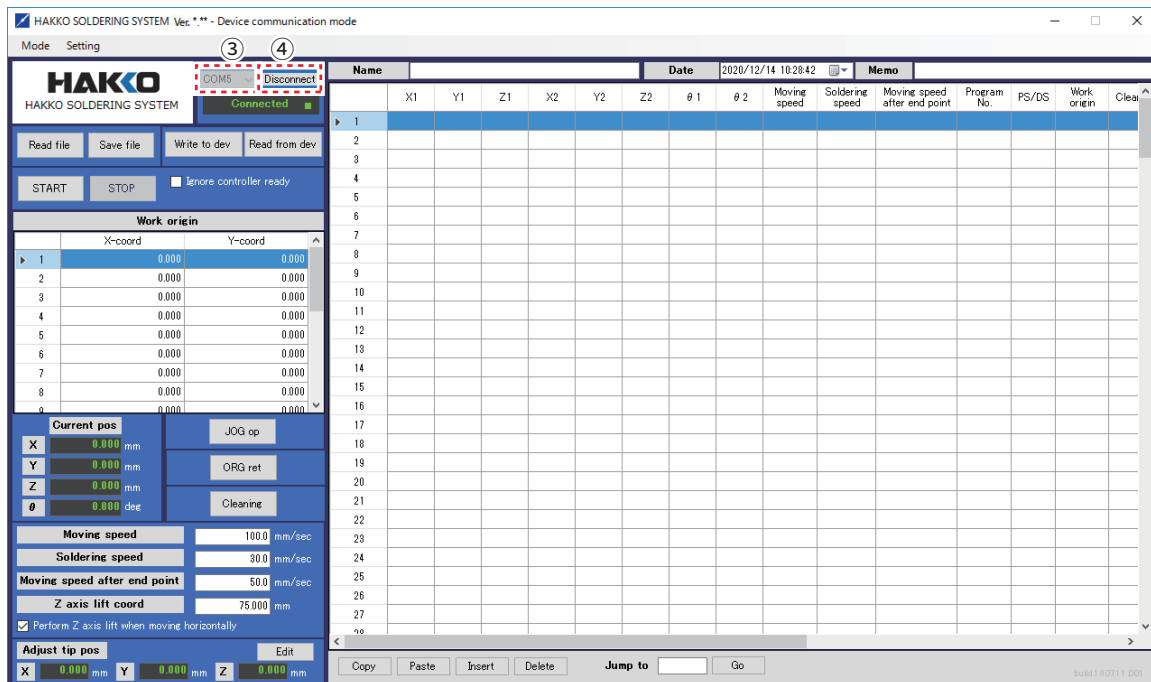 HAKKO SOLDERING SYSTEM Ver. *.** - Device communication mode
Mode Setting
③ ④
HAKKO
HAKKO SOLDERING SYSTEM
COM5 Disconnect
Connected
Read file Save file Write to dev Read from dev
START STOP Ignore controller ready
Work origin
X-coord Y-coord
1 0.000 0.000
2 0.000 0.000
3 0.000 0.000
4 0.000 0.000
5 0.000 0.000
6 0.000 0.000
7 0.000 0.000
8 0.000 0.000
9 0.000 0.000
Current pos
X 0.000 mm
Y 0.000 mm
Z 0.000 mm
θ 0.000 deg
JOG op
ORG ret
Cleaning
Moving speed 100.0 mm/sec
Soldering speed 30.0 mm/sec
Moving speed after end point 50.0 mm/sec
Z axis lift coord 75.000 mm
Perform Z axis lift when moving horizontally
Adjust tip pos Edit
X 0.000 mm Y 0.000 mm Z 0.000 mm
Name Date 2020/12/14 10:28:42 Memo
X1 Y1 Z1 X2 Y2 Z2 θ1 θ2 Moving speed Soldering speed Moving speed after end point Program No. PS/DS Work origin Clear
1
2
3
4
5
6
7
8
9
10
11
12
13
14
15
16
17
18
19
20
21
22
23
24
25
26
27
28
Copy Paste Insert Delete Jump to Go